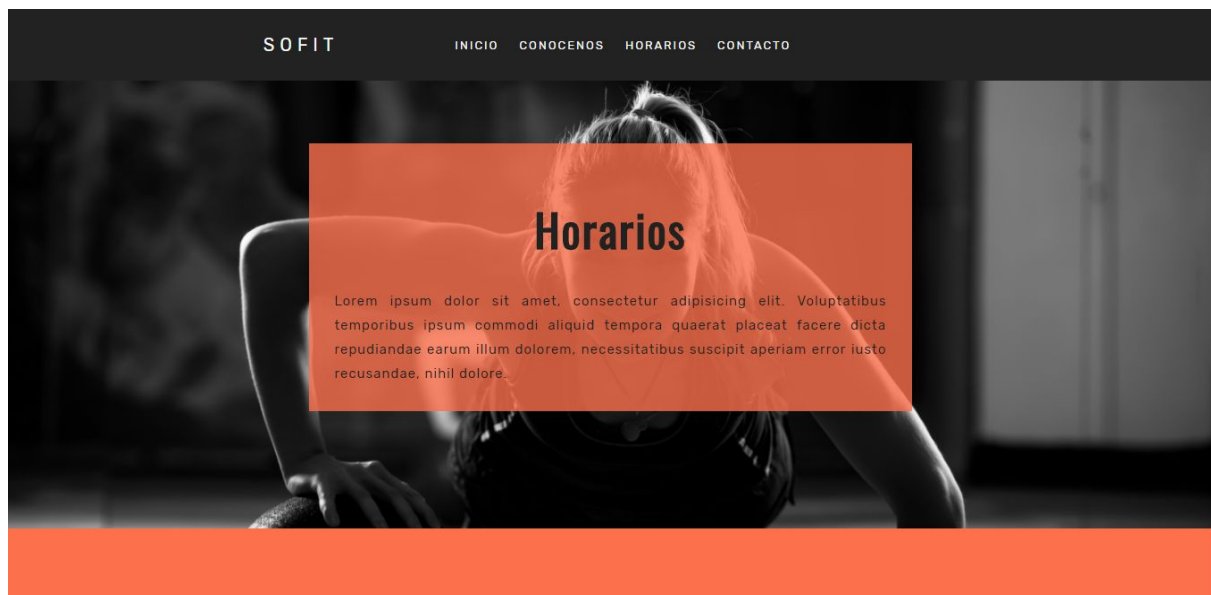 SOFIT
INICIO CONOCENOS HORARIOS CONTACTO
Horarios
Lorem ipsum dolor sit amet, consectetur adipisicing elit. Voluptatibus
temporibus ipsum commodi aliquid tempora quaerat placeat facere dicta
repudiandae earum illum dolorem, necessitatibus suscipit aperiam error iusto
recusandae, nihil dolore.